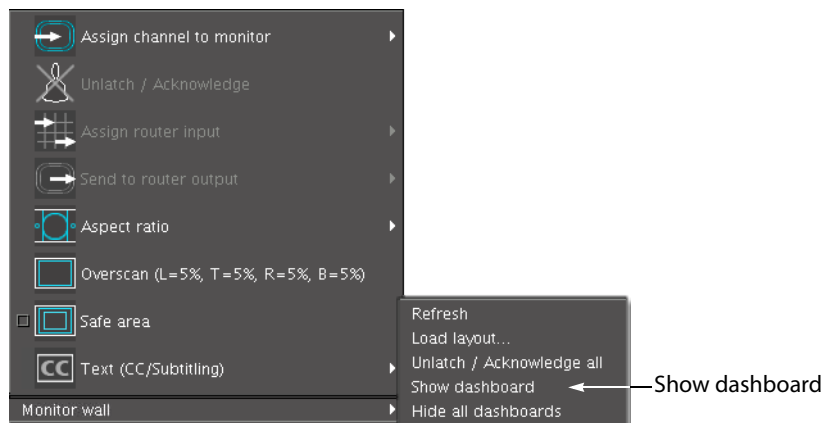 Assign channel to monitor
Unlatch / Acknowledge
Assign router input
Send to router output
Aspect ratio
Overscan (L=5%, T=5%, R=5%, B=5%)
Safe area
CC Text (CC/Subtitling)
Monitor wall
Refresh
Load layout...
Unlatch / Acknowledge all
Show dashboard
Hide all dashboards
Show dashboard